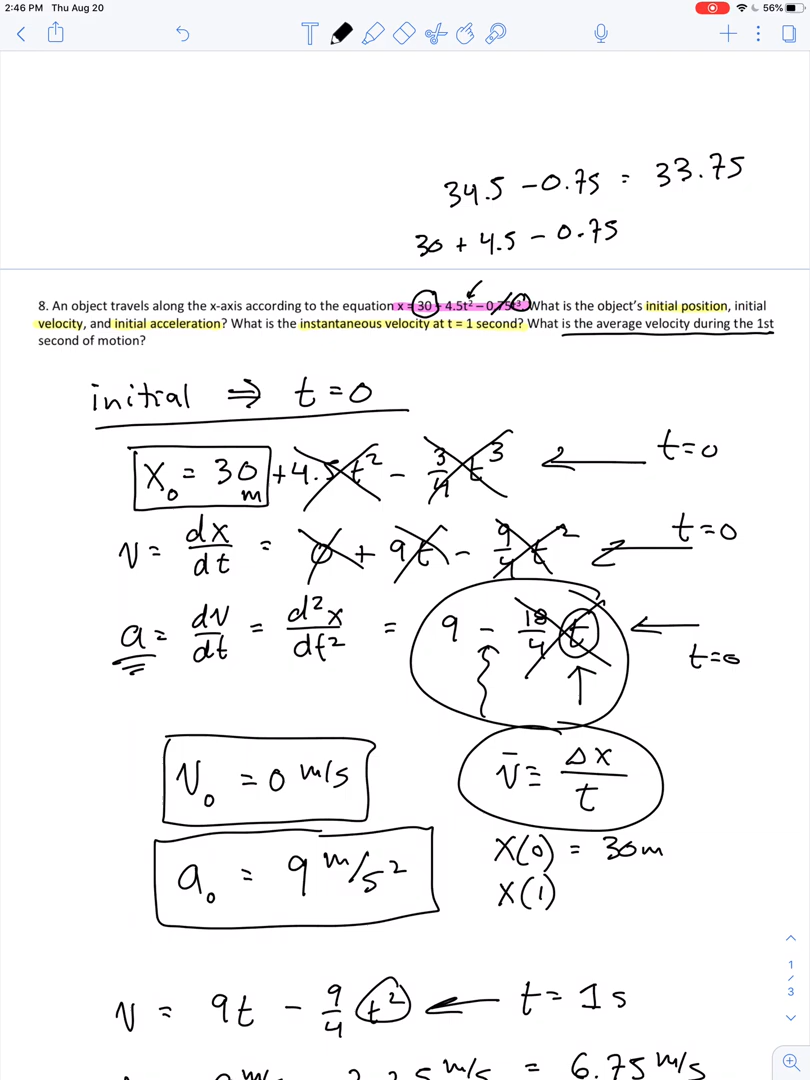 2:46 PM Thu Aug 20
56%
34.5 - 0.75 = 33.75
30 + 4.5 - 0.75
8. An object travels along the x-axis according to the equation x = 30 + 4.5t² – 0.75t³. What is the object's initial position, initial
velocity, and initial acceleration? What is the instantaneous velocity at t = 1 second? What is the average velocity during the 1st
second of motion?
initial ⇒ t = 0
X₀ = 30 m + 4.5t² - 3/4 t³ ← t=0
v = dx/dt = 0 + 9t - 9/4 t² ← t=0
a = dv/dt = d²x/dt² = 9 - 18/4 t ← t=0
V₀ = 0 m/s
v̄ ≡ Δx/t
a₀ = 9 m/s²
X(0) = 30m
X(1)
1
/
3
v = 9t - 9/4 t² ← t = 1s
= 6.75 m/s